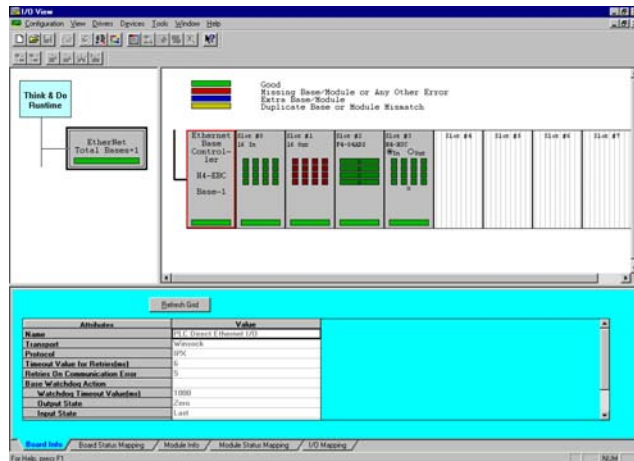 I/O View
Configuration View Drivers Devices Tools Window Help
Think & Do
Runtime
EtherNet
Total Bases=1
Good
Missing Base/Module or Any Other Error
Extra Base/Module
Duplicate Base or Module Mismatch
Ethernet
Base
Control-
ler
H4-EBC
Base-1
Slot #0
16 In
Slot #1
16 Out
Slot #2
F4-04ADS
Slot #3
In Out
Slot #4
Slot #5
Slot #6
Slot #7
Refresh Grid
Attributes Value
Name PLC Direct Ethernet I/O
Transport Winsock
Protocol IPX
Timeout Value for Retries(ms) 6
Retries On Communication Error 5
Base Watchdog Action
Watchdog Timeout Value(ms) 1000
Output State Zero
Input State Last
Board Info Board Status Mapping Module Info Module Status Mapping I/O Mapping
For Help, press F1 NUM